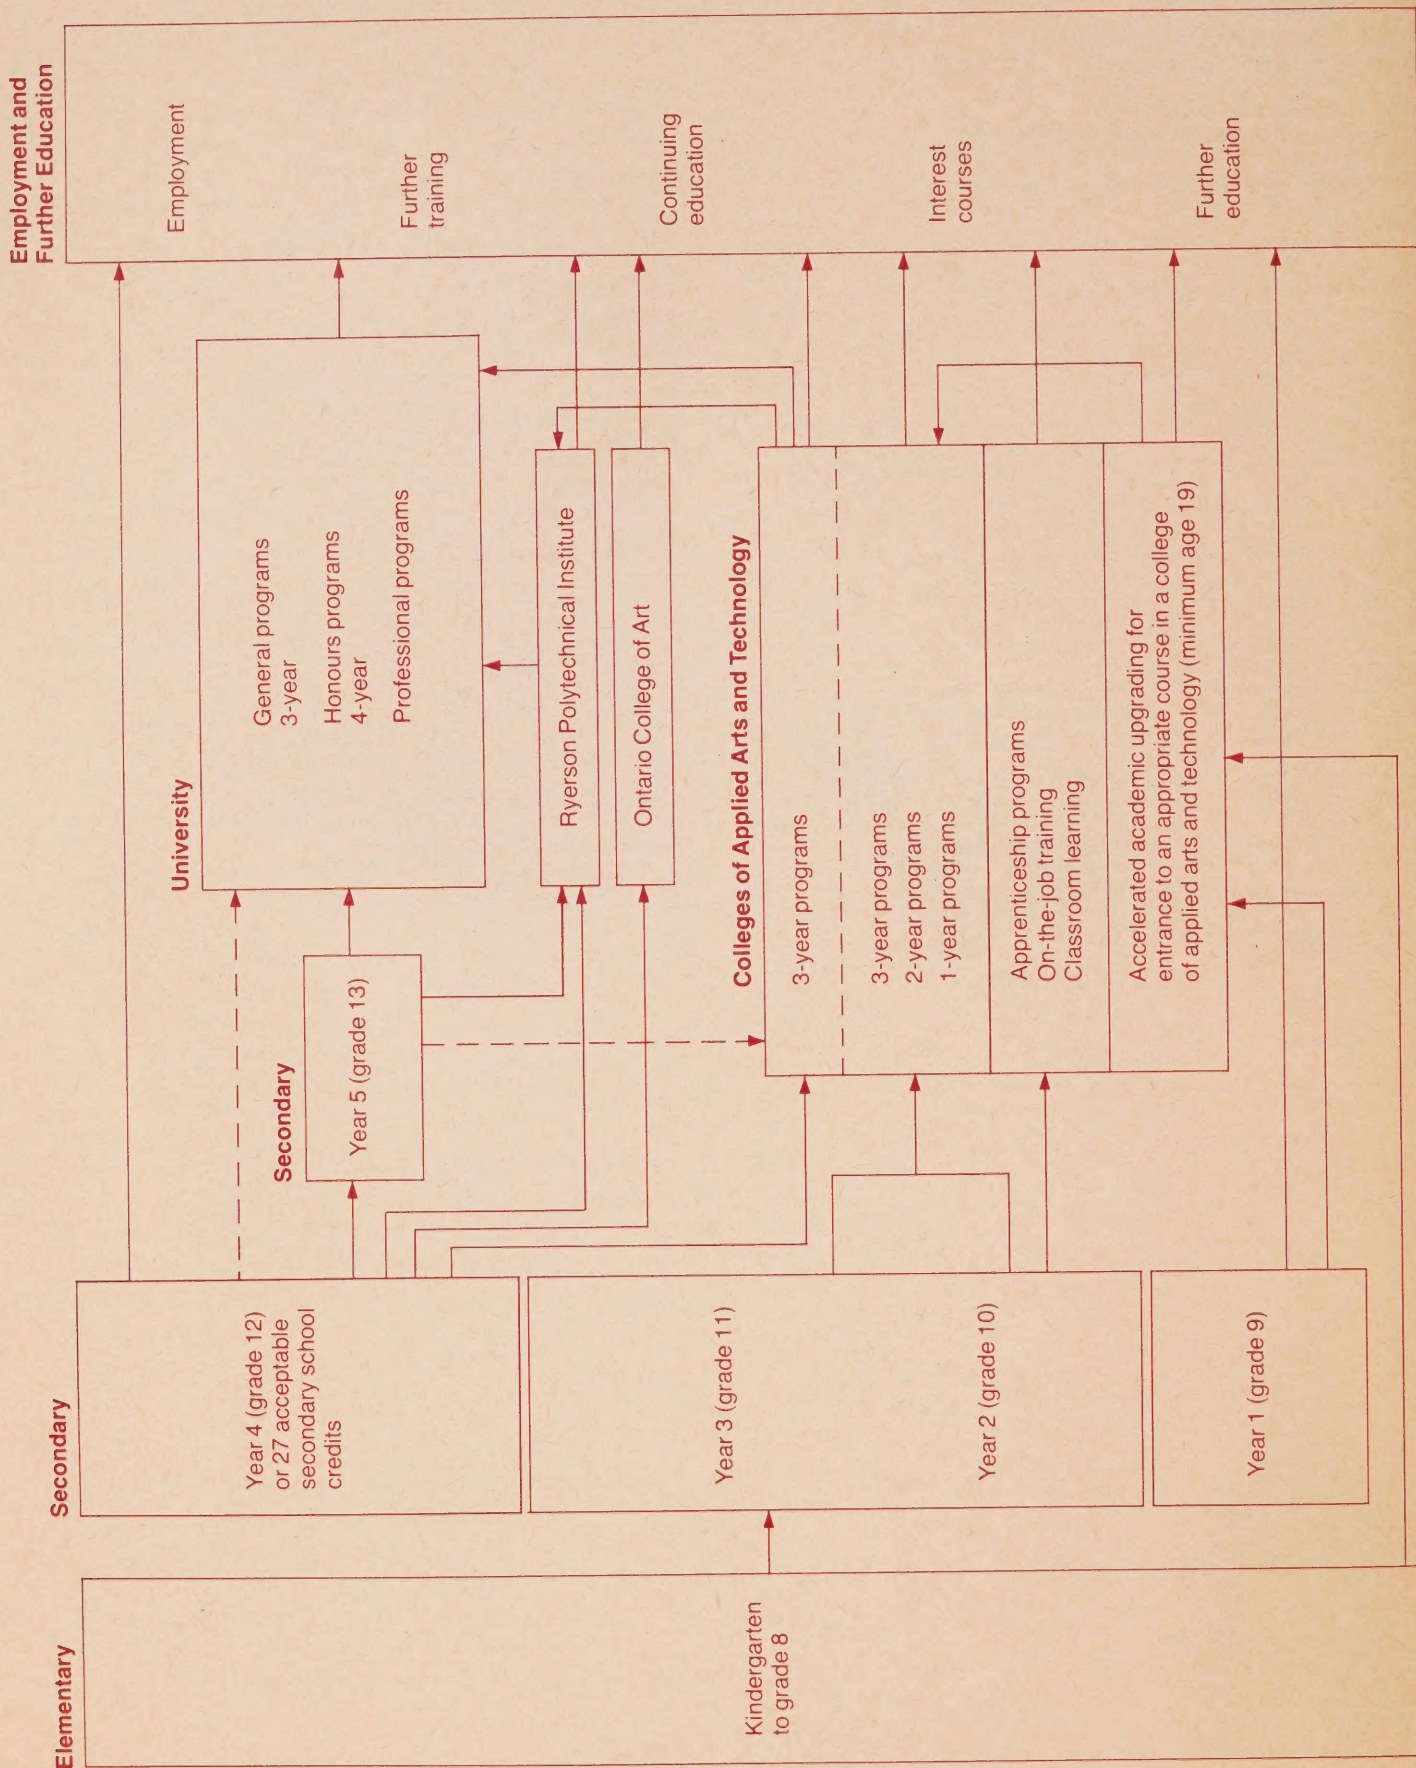 Elementary
Kindergarten
to grade 8
Secondary
Year 4 (grade 12)
or 27 acceptable
secondary school
credits
Year 3 (grade 11)
Year 2 (grade 10)
Year 1 (grade 9)
Secondary
Year 5 (grade 13)
University
General programs
3-year
Honours programs
4-year
Professional programs
Ryerson Polytechnical Institute
Ontario College of Art
Colleges of Applied Arts and Technology
3-year programs
3-year programs
2-year programs
1-year programs
Apprenticeship programs
On-the-job training
Classroom learning
Accelerated academic upgrading for
entrance to an appropriate course in a college
of applied arts and technology (minimum age 19)
Employment and
Further Education
Employment
Further
training
Continuing
education
Interest
courses
Further
education